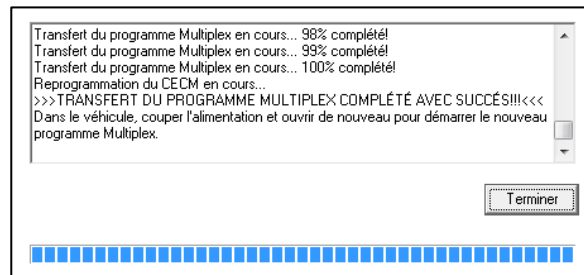 Transfert du programme Multiplex en cours... 98% complété!
Transfert du programme Multiplex en cours... 99% complété!
Transfert du programme Multiplex en cours... 100% complété!
Reprogrammation du CECM en cours...
>>>TRANSFERT DU PROGRAMME MULTIPLEX COMPLÉTÉ AVEC SUCCÉS!!!<<<
Dans le véhicule, couper l'alimentation et ouvrir de nouveau pour démarrer le nouveau
programme Multiplex.
Terminer